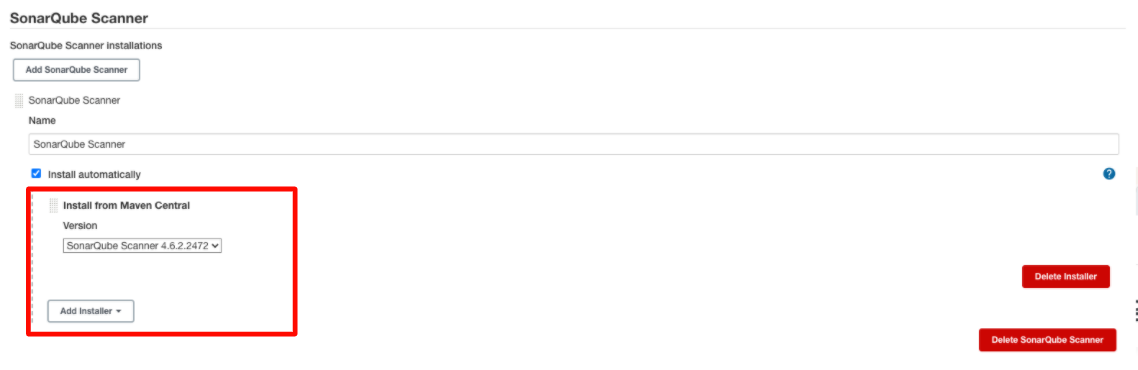 SonarQube Scanner
SonarQube Scanner installations
Add SonarQube Scanner
SonarQube Scanner
Name
SonarQube Scanner
Install automatically
?
Install from Maven Central
Version
SonarQube Scanner 4.6.2.2472
Delete Installer
Add Installer
Delete SonarQube Scanner